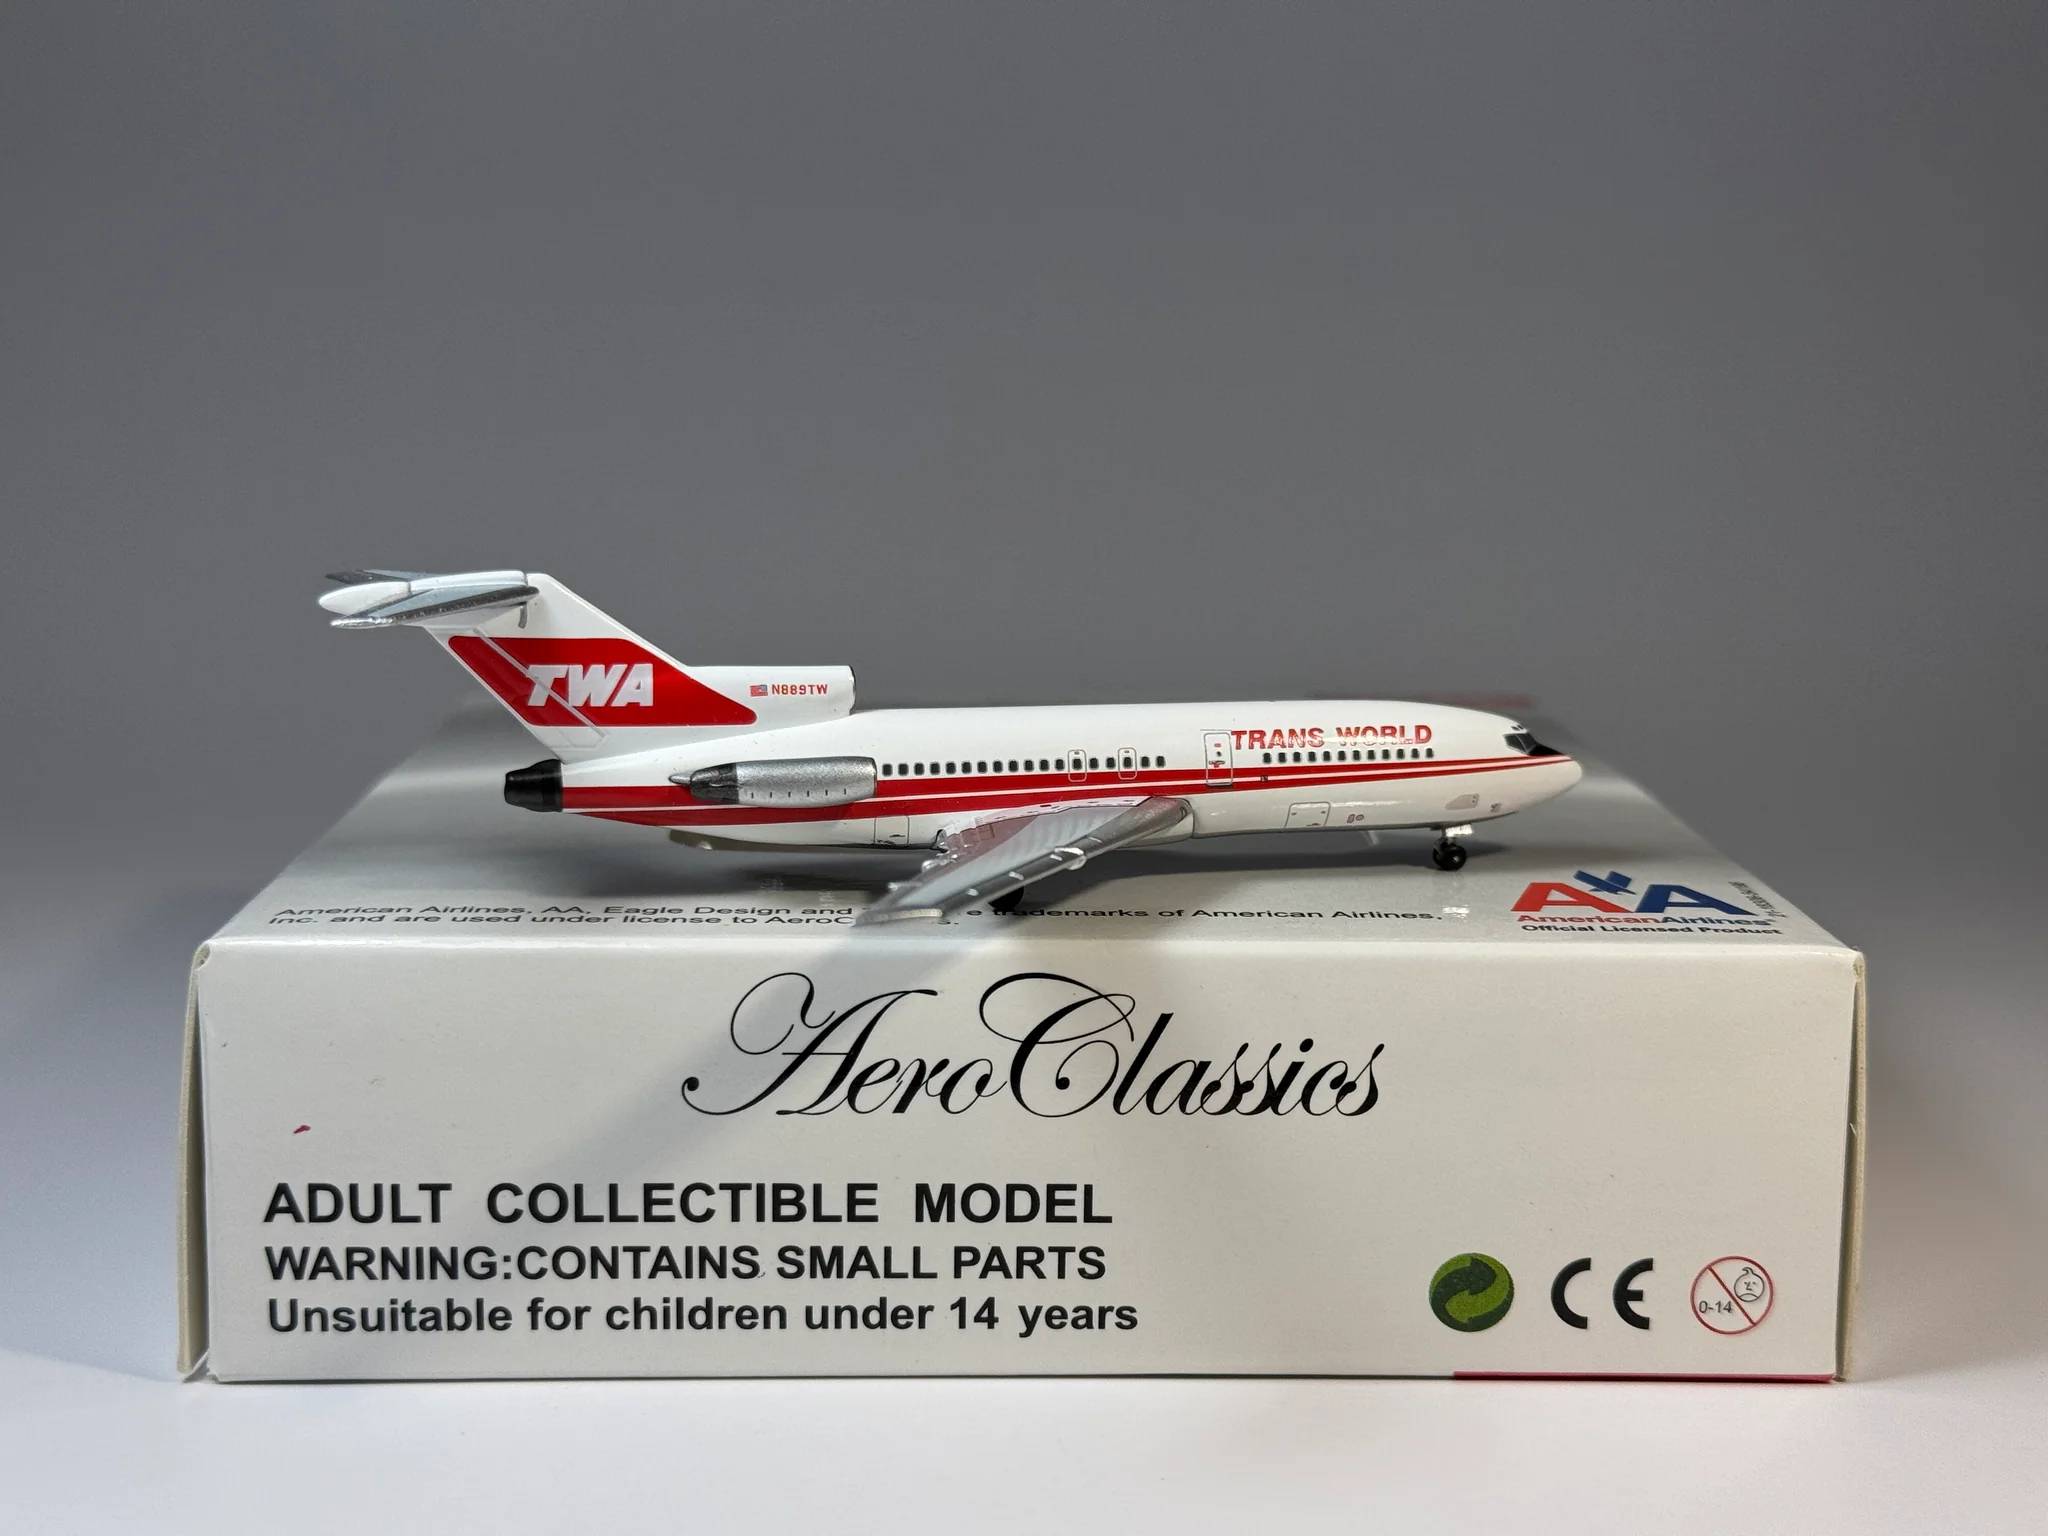 TWA
N889TW
TRANS WORLD
American Airlines, AA, Eagle Design and trademarks of American Airlines,
Inc. and are used under license to AeroC
AA
AmericanAirlines
Official Licensed Product
AeroClassics
ADULT COLLECTIBLE MODEL
WARNING:CONTAINS SMALL PARTS
Unsuitable for children under 14 years
CE
0-14